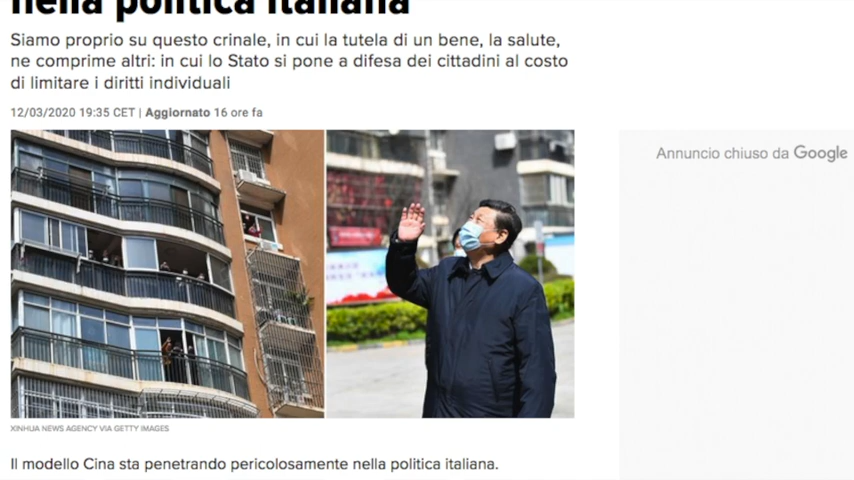 nella politica italiana
Siamo proprio su questo crinale, in cui la tutela di un bene, la salute,
ne comprime altri: in cui lo Stato si pone a difesa dei cittadini al costo
di limitare i diritti individuali
12/03/2020 19:35 CET | Aggiornato 16 ore fa
Annuncio chiuso da Google
XINHUA NEWS AGENCY VIA GETTY IMAGES
Il modello Cina sta penetrando pericolosamente nella politica italiana.